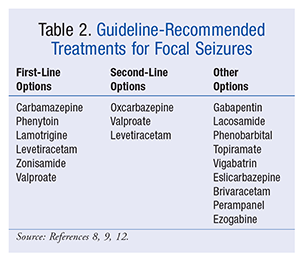 Table 2. Guideline-Recommended
Treatments for Focal Seizures
First-Line Options
Second-Line Options
Other Options
Carbamazepine
Phenytoin
Lamotrigine
Levetiracetam
Zonisamide
Valproate
Oxcarbazepine
Valproate
Levetiracetam
Gabapentin
Lacosamide
Phenobarbital
Topiramate
Vigabatrin
Eslicarbazepine
Brivaracetam
Perampanel
Ezogabine
Source: References 8, 9, 12.